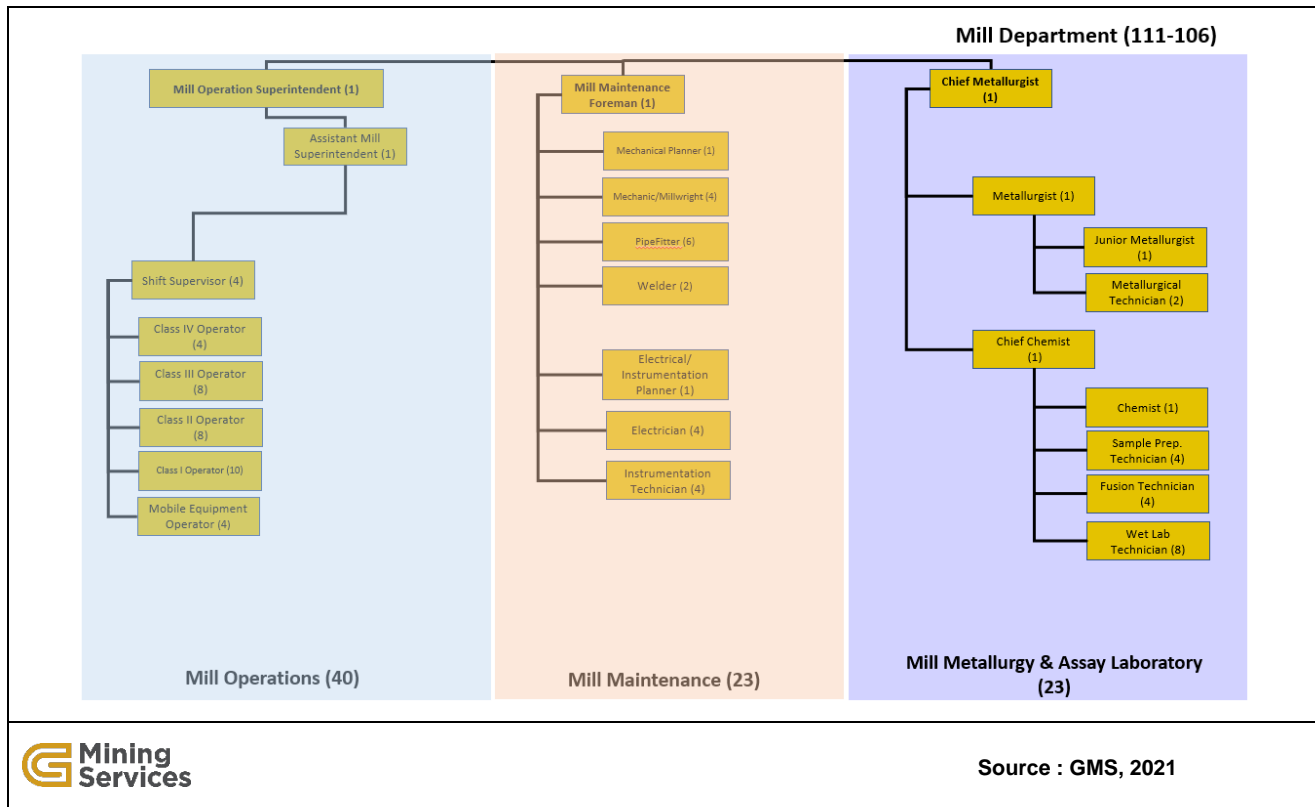 Mill Department (111-106)
Mill Operation Superintendent (1)
Assistant Mill
Superintendent (1)
Shift Supervisor (4)
Class IV Operator
(4)
Class III Operator
(8)
Class II Operator
(8)
Class I Operator (10)
Mobile Equipment
Operator (4)
Mill Operations (40)
Mill Maintenance
Foreman (1)
Mechanical Planner (1)
Mechanic/Millwright (4)
PipeFitter (6)
Welder (2)
Electrical/
Instrumentation
Planner (1)
Electrician (4)
Instrumentation
Technician (4)
Mill Maintenance (23)
Chief Metallurgist
(1)
Metallurgist (1)
Junior Metallurgist
(1)
Metallurgical
Technician (2)
Chief Chemist
(1)
Chemist (1)
Sample Prep.
Technician (4)
Fusion Technician
(4)
Wet Lab
Technician (8)
Mill Metallurgy & Assay Laboratory
(23)
G Mining
Services
Source : GMS, 2021